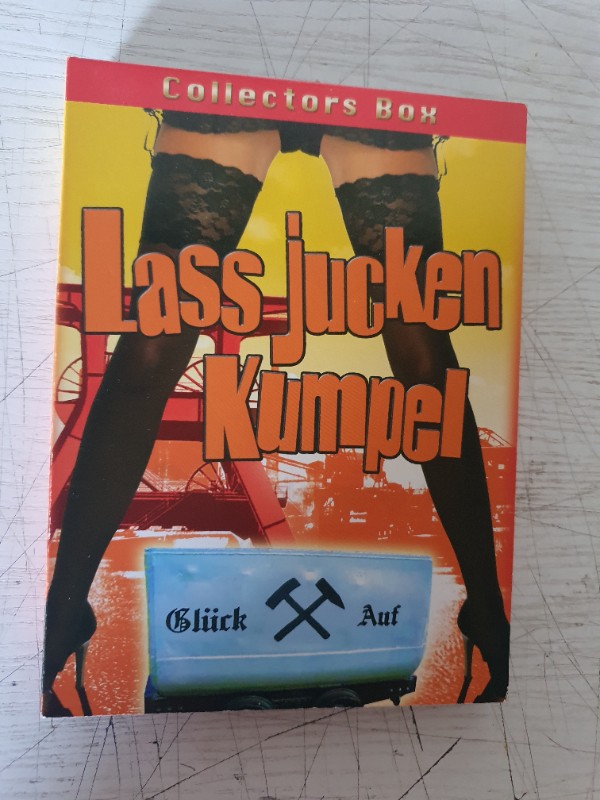 Collectors Box
Lass jucken
Kumpel
Glück Auf